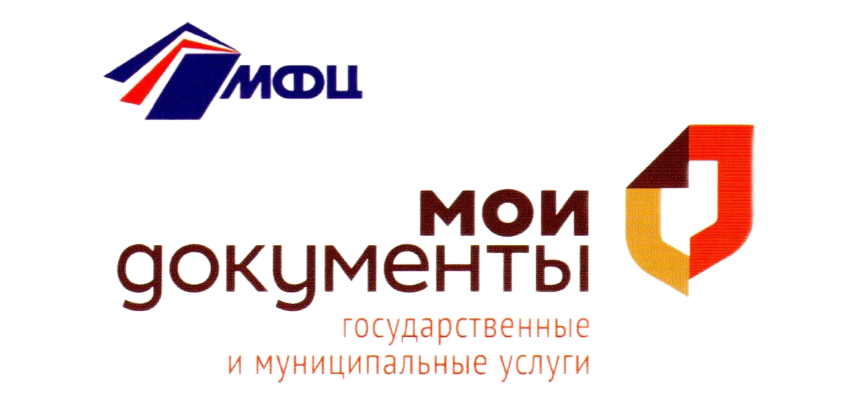 МФЦ
мои
документы
государственные
и муниципальные услуги